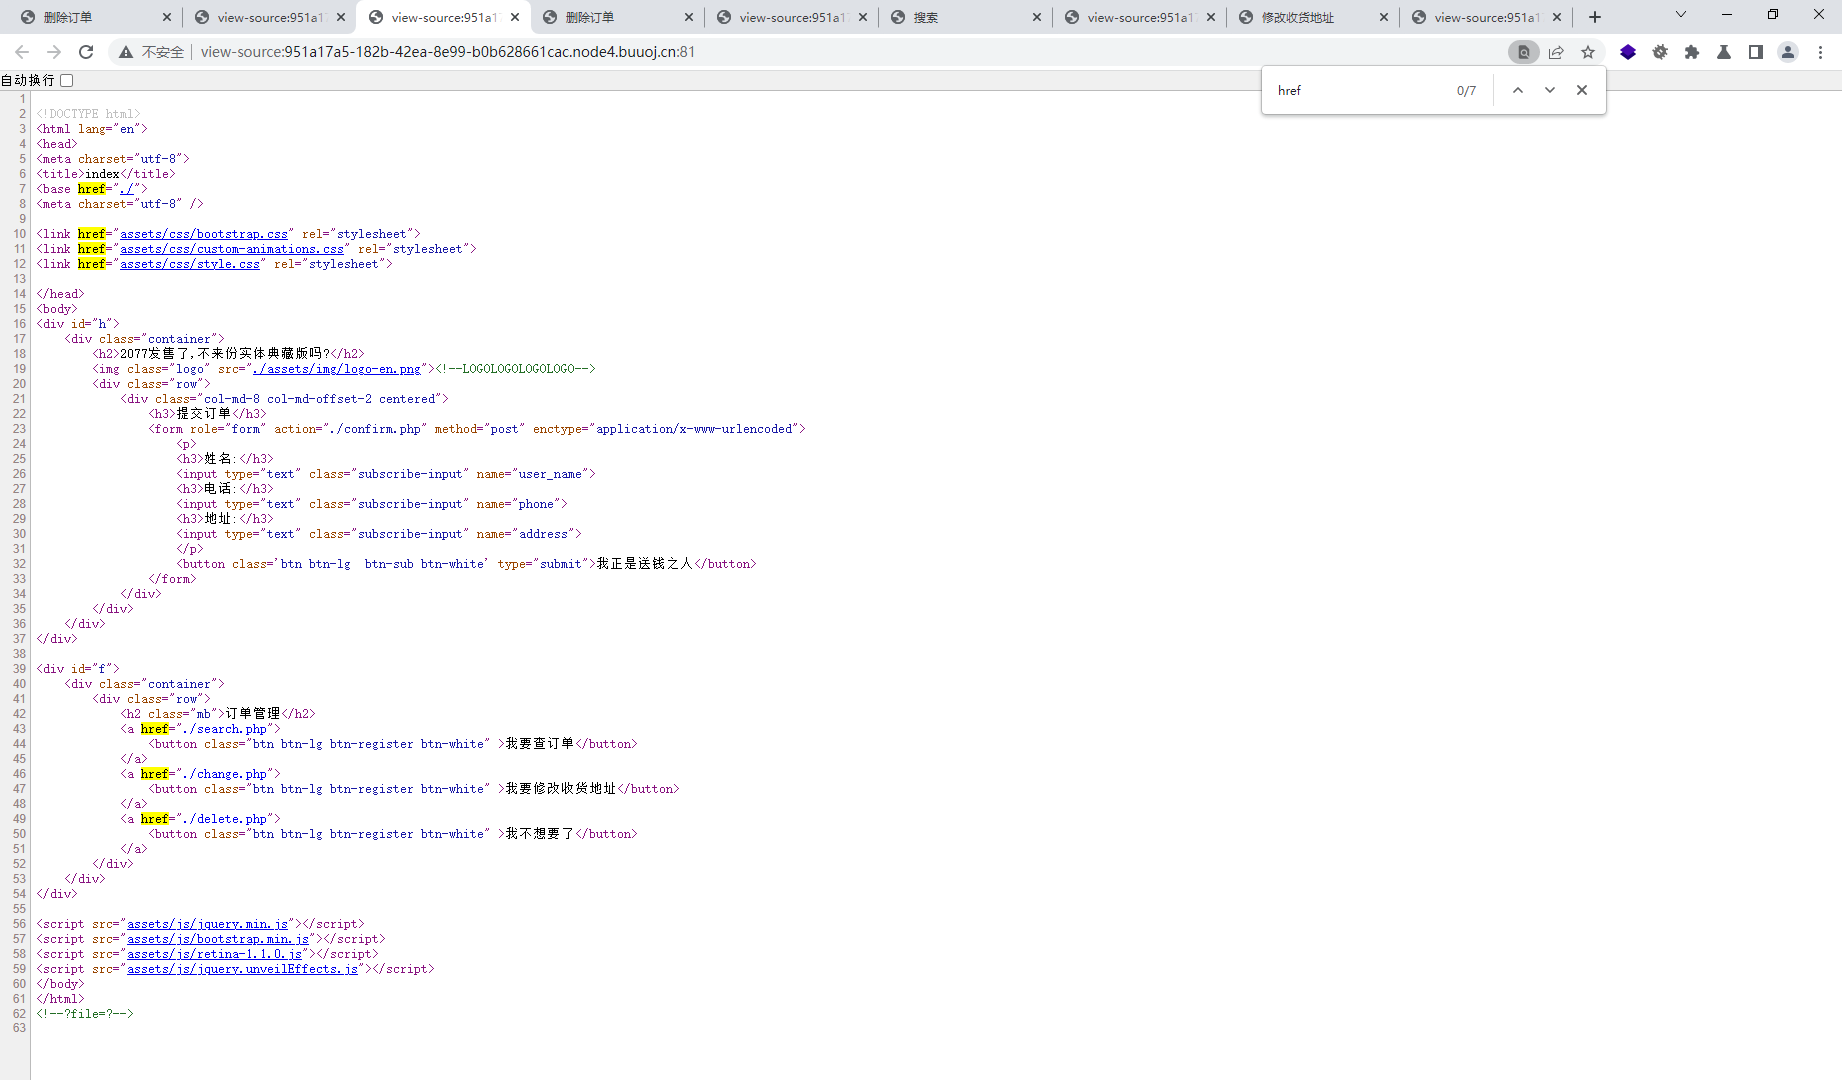 删除订单
view-source:951a17
view-source:951a17
删除订单
view-source:951a17
搜索
view-source:951a17
修改收货地址
view-source:951a17
不安全 | view-source:951a17a5-182b-42ea-8e99-b0b628661cac.node4.buuoj.cn:81
自动换行
href 0/7
1
2 <!DOCTYPE html>
3 <html lang="en">
4 <head>
5 <meta charset="utf-8">
6 <title>index</title>
7 <base href="./">
8 <meta charset="utf-8" />
9
10 <link href="assets/css/bootstrap.css" rel="stylesheet">
11 <link href="assets/css/custom-animations.css" rel="stylesheet">
12 <link href="assets/css/style.css" rel="stylesheet">
13
14 </head>
15 <body>
16 <div id="h">
17 <div class="container">
18 <h2>2077发售了,不来份实体典藏版吗?</h2>
19 <img class="logo" src="./assets/img/logo-en.png"><!--LOGOLOGOLOGOLOGO-->
20 <div class="row">
21 <div class="col-md-8 col-md-offset-2 centered">
22 <h3>提交订单</h3>
23 <form role="form" action="./confirm.php" method="post" enctype="application/x-www-urlencoded">
24 <p>
25 <h3>姓名:</h3>
26 <input type="text" class="subscribe-input" name="user_name">
27 <h3>电话:</h3>
28 <input type="text" class="subscribe-input" name="phone">
29 <h3>地址:</h3>
30 <input type="text" class="subscribe-input" name="address">
31 </p>
32 <button class='btn btn-lg  btn-sub btn-white' type="submit">我正是送钱之人</button>
33 </form>
34 </div>
35 </div>
36 </div>
37 </div>
38
39 <div id="f">
40 <div class="container">
41 <div class="row">
42 <h2 class="mb">订单管理</h2>
43 <a href="./search.php">
44 <button class="btn btn-lg btn-register btn-white" >我要查订单</button>
45 </a>
46 <a href="./change.php">
47 <button class="btn btn-lg btn-register btn-white" >我要修改收货地址</button>
48 </a>
49 <a href="./delete.php">
50 <button class="btn btn-lg btn-register btn-white" >我不想要了</button>
51 </a>
52 </div>
53 </div>
54 </div>
55
56 <script src="assets/js/jquery.min.js"></script>
57 <script src="assets/js/bootstrap.min.js"></script>
58 <script src="assets/js/retina-1.1.0.js"></script>
59 <script src="assets/js/jquery.unveilEffects.js"></script>
60 </body>
61 </html>
62 <!--?file=?-->
63